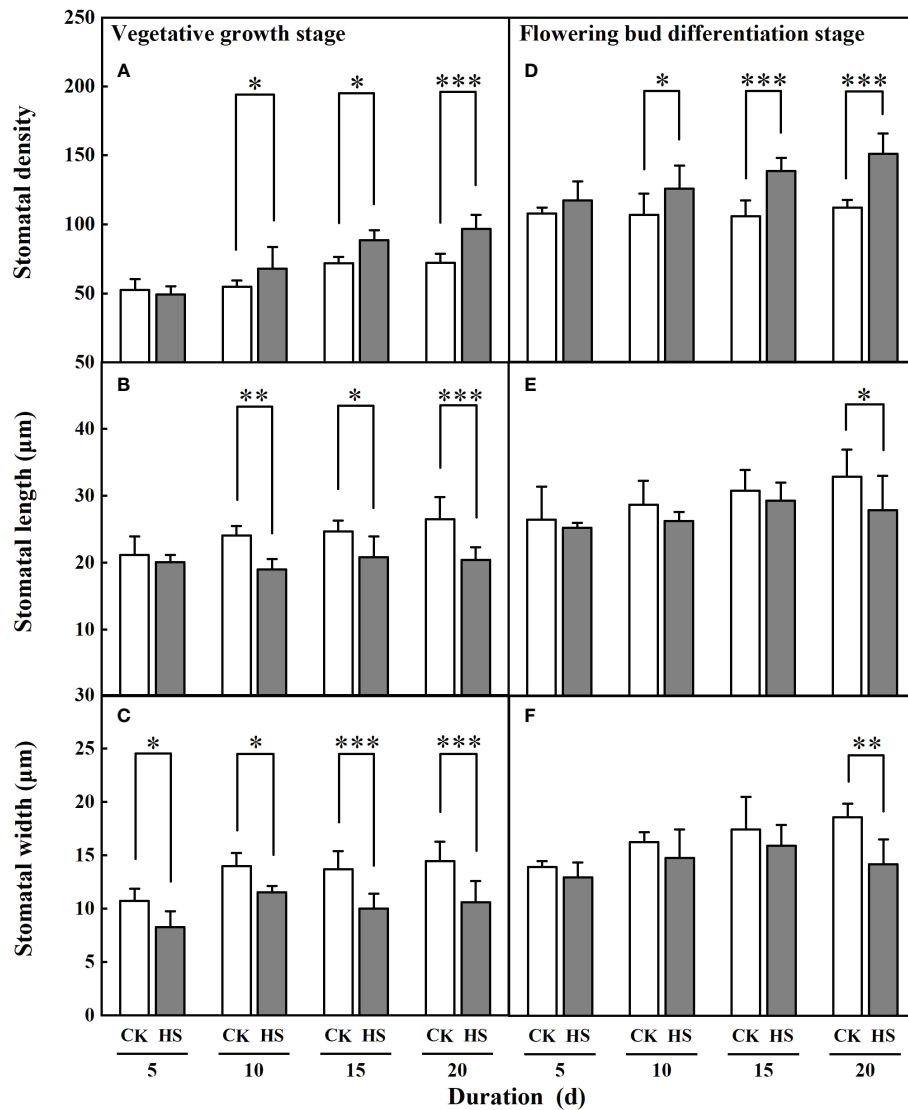 Vegetative growth stage
Flowering bud differentiation stage
Stomatal density
250
200
150
100
50
50
A
* * ***
D
* *** ***
Stomatal length (μm)
40
30
20
10
30
B
** * ***
E
*
Stomatal width (μm)
25
20
15
10
5
0
C
* * *** ***
F
**
CK HS CK HS CK HS CK HS CK HS CK HS CK HS CK HS
5 10 15 20 5 10 15 20
Duration (d)